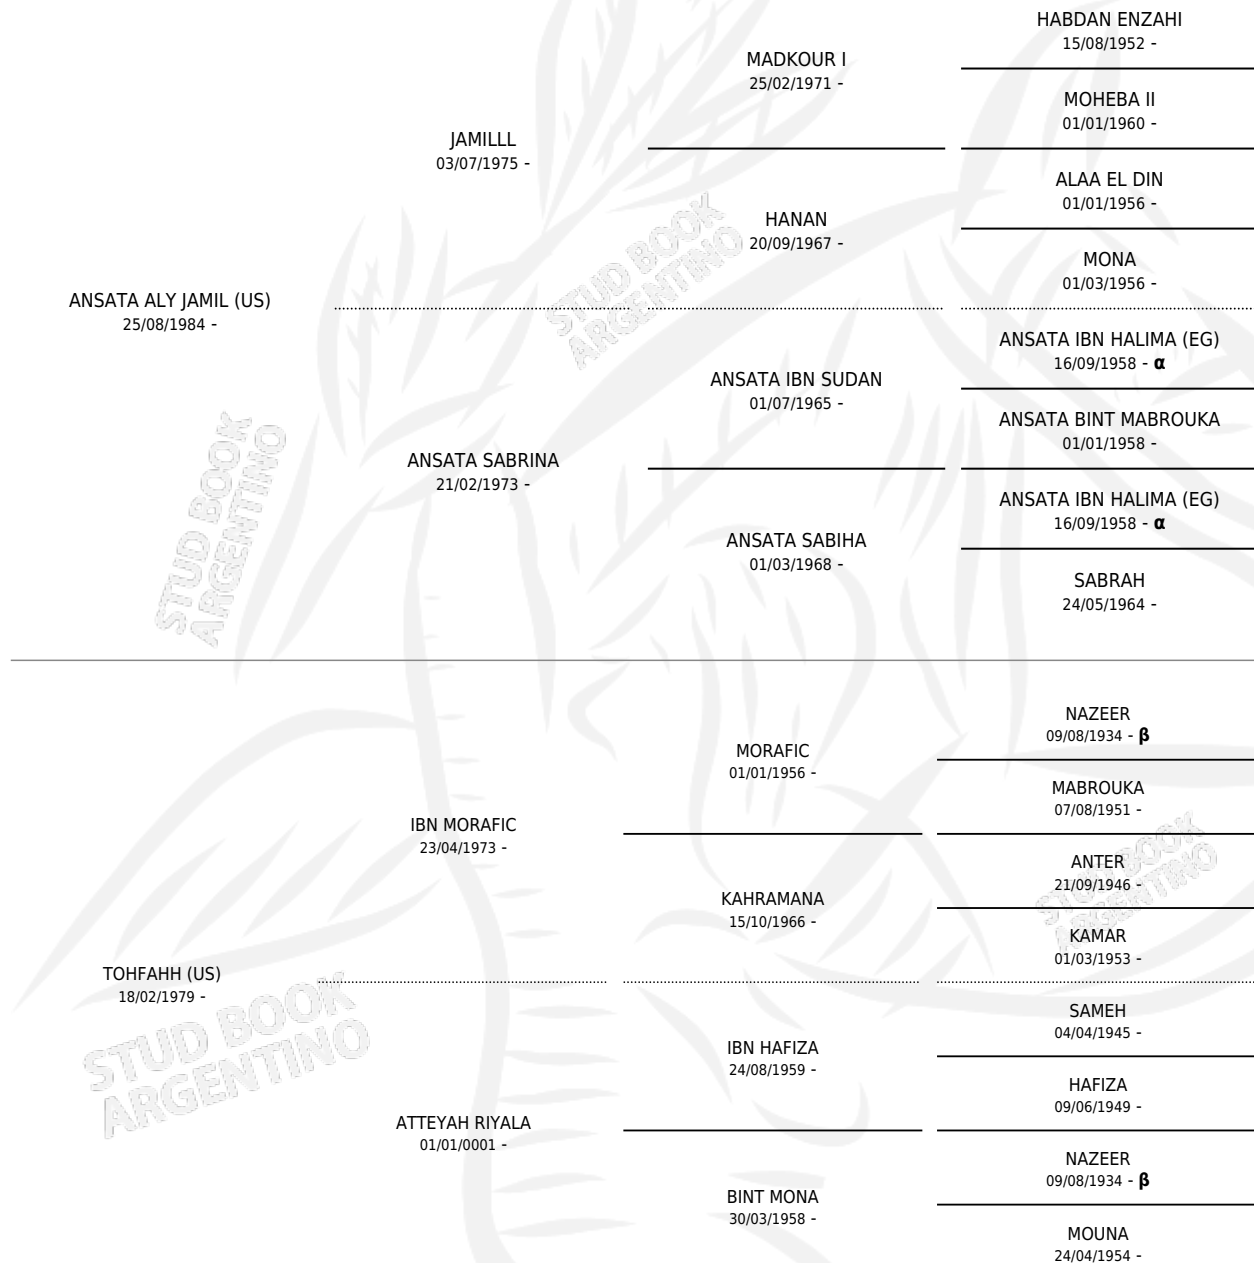 HABDAN ENZAHI
15/08/1952 -
MADKOUR I
25/02/1971 -
MOHEBA II
01/01/1960 -
JAMILLL
03/07/1975 -
ALAA EL DIN
01/01/1956 -
HANAN
20/09/1967 -
MONA
01/03/1956 -
ANSATA ALY JAMIL (US)
25/08/1984 -
STUD BOOK
ARGENTINO
ANSATA IBN HALIMA (EG)
16/09/1958 - α
ANSATA IBN SUDAN
01/07/1965 -
ANSATA BINT MABROUKA
01/01/1958 -
ANSATA SABRINA
21/02/1973 -
ANSATA IBN HALIMA (EG)
16/09/1958 - α
ANSATA SABIHA
01/03/1968 -
SABRAH
24/05/1964 -
STUD BOOK
ARGENTINO
NAZEER
09/08/1934 - β
MORAFIC
01/01/1956 -
MABROUKA
07/08/1951 -
IBN MORAFIC
23/04/1973 -
ANTER
21/09/1946 -
KAHRAMANA
15/10/1966 -
KAMAR
01/03/1953 -
STUD BOOK
ARGENTINO
TOHFAHH (US)
18/02/1979 -
SAMEH
04/04/1945 -
IBN HAFIZA
24/08/1959 -
HAFIZA
09/06/1949 -
STUD BOOK
ARGENTINO
ATTEYAH RIYALA
01/01/0001 -
NAZEER
09/08/1934 - β
BINT MONA
30/03/1958 -
MOUNA
24/04/1954 -